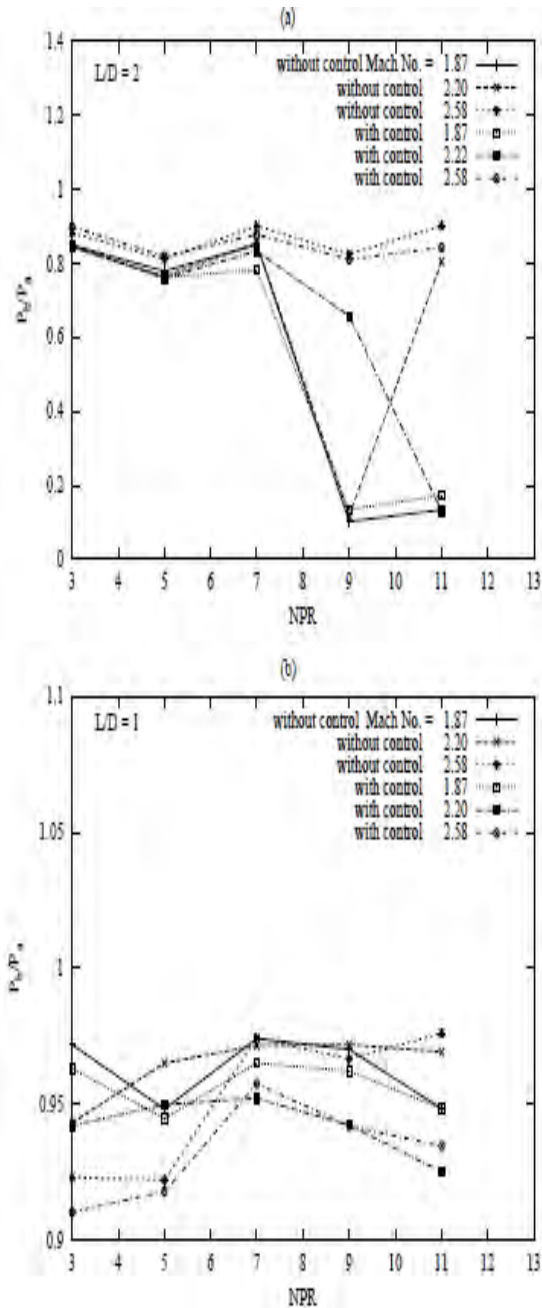 (a)
1.4
1.2
1
0.8
0.6
0.4
0.2
0
L/D = 2
without control Mach No. = 1.87
without control 2.20
without control 2.58
with control 1.87
with control 2.22
with control 2.58
Pb/Pa
3 4 5 6 7 8 9 10 11 12 13
NPR
(b)
1.1
1.05
1
0.95
0.9
L/D = 1
without control Mach No. = 1.87
without control 2.20
without control 2.58
with control 1.87
with control 2.20
with control 2.58
Pb/Pa
3 4 5 6 7 8 9 10 11 12 13
NPR